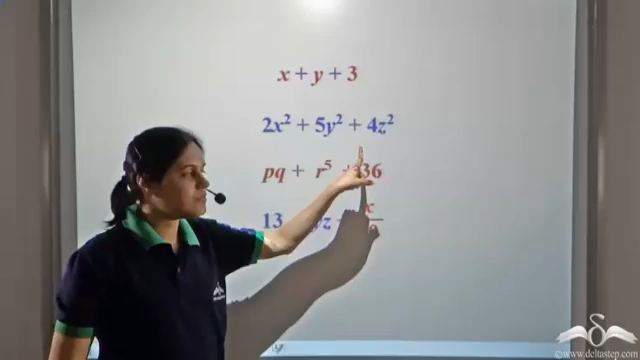 x + y + 3
2x² + 5y² + 4z²
pq + r⁵ + 36
13 yz x
©www.deltastep.com